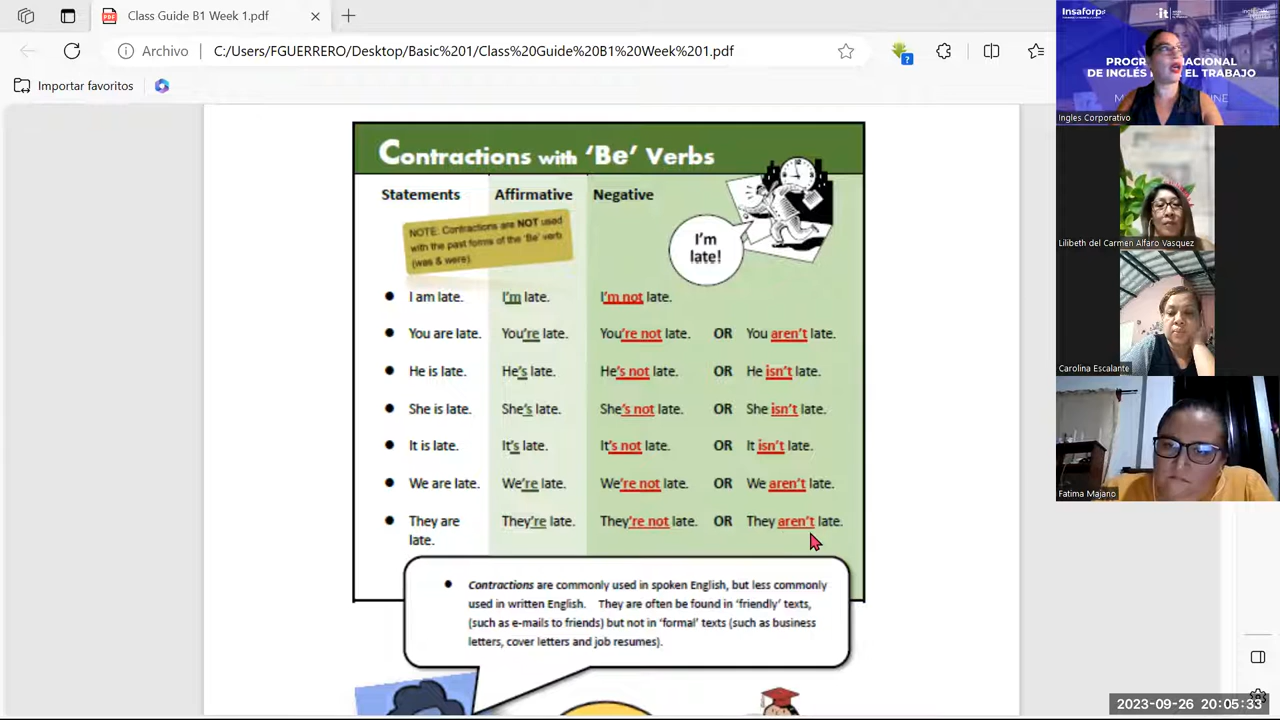 Class Guide B1 Week 1.pdf
Archivo
C:/Users/FGUERRERO/Desktop/Basic%201/Class%20Guide%20B1%20Week%201.pdf
Importar favoritos
Contractions with 'Be' Verbs
Statements Affirmative Negative
NOTE: Contractions are NOT used
with the past forms of the 'Be' verb
(was & were)
I'm
late!
I am late. I'm late. I'm not late.
You are late. You're late. You're not late. OR You aren't late.
He is late. He's late. He's not late. OR He isn't late.
She is late. She's late. She's not late. OR She isn't late.
It is late. It's late. It's not late. OR It isn't late.
We are late. We're late. We're not late. OR We aren't late.
They are They're late. They're not late. OR They aren't late.
late.
Contractions are commonly used in spoken English, but less commonly
used in written English. They are often be found in 'friendly' texts,
(such as e-mails to friends) but not in 'formal' texts (such as business
letters, cover letters and job resumes).
Insaforp
it
DE INGLÉS EL TRABAJO
Ingles Corporativo
Lilibeth del Carmen Alfaro Vasquez
Carolina Escalante
Fatima Majano
2023-09-26 20:05:33